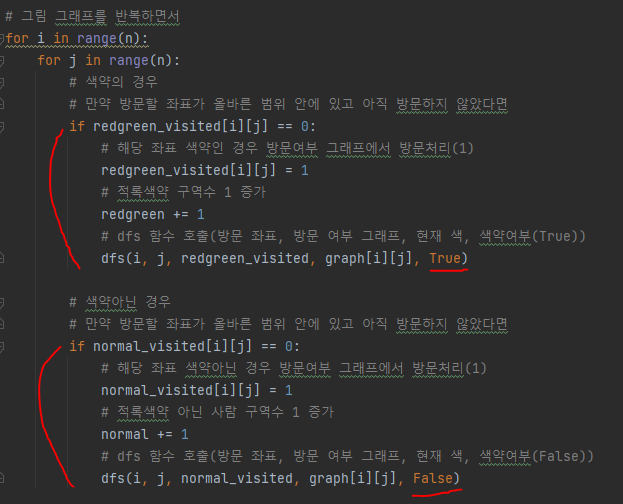 # 그림 그래프를 반복하면서
for i in range(n):
for j in range(n):
# 색약의 경우
# 만약 방문할 좌표가 올바른 범위 안에 있고 아직 방문하지 않았다면
if redgreen_visited[i][j] == 0:
# 해당 좌표 색약인 경우 방문여부 그래프에서 방문처리(1)
redgreen_visited[i][j] = 1
# 적록색약 구역수 1 증가
redgreen += 1
# dfs 함수 호출(방문 좌표, 방문 여부 그래프, 현재 색, 색약여부(True))
dfs(i, j, redgreen_visited, graph[i][j], True)
# 색약아닌 경우
# 만약 방문할 좌표가 올바른 범위 안에 있고 아직 방문하지 않았다면
if normal_visited[i][j] == 0:
# 해당 좌표 색약아닌 경우 방문여부 그래프에서 방문처리(1)
normal_visited[i][j] = 1
# 적록색약 아닌 사람 구역수 1 증가
normal += 1
# dfs 함수 호출(방문 좌표, 방문 여부 그래프, 현재 색, 색약여부(False))
dfs(i, j, normal_visited, graph[i][j], False)